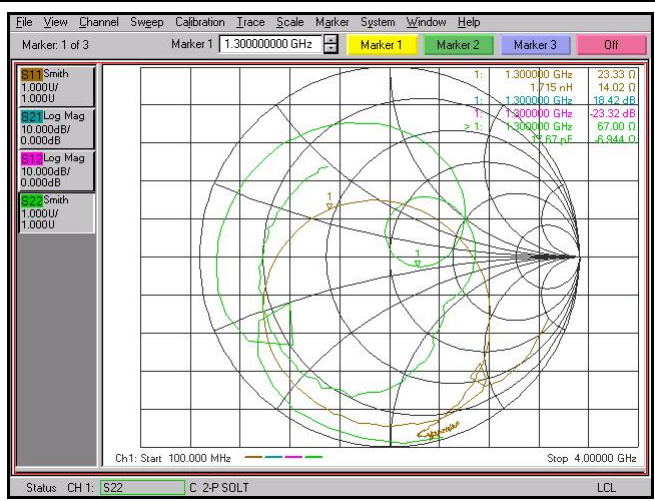 File View Channel Sweep Calibration Trace Scale Marker System Window Help
Marker: 1 of 3 Marker 1 1.300000000 GHz Marker 1 Marker 2 Marker 3 Off
S11 Smith
1.000U/
1.000U
S21 Log Mag
10.000dB/
0.000dB
S12 Log Mag
10.000dB/
0.000dB
S22 Smith
1.000U/
1.000U
1: 1.300000 GHz 23.33 Ω
1.715 nH 14.02 Ω
1: 1.300000 GHz 18.42 dB
1: 1.300000 GHz -23.32 dB
> 1: 1.300000 GHz 67.00 Ω
17.67 pF -6.944 Ω
1
1
Ch1: Start 100.000 MHz Stop 4.00000 GHz
Status CH 1: S22 C 2-P SOLT LCL